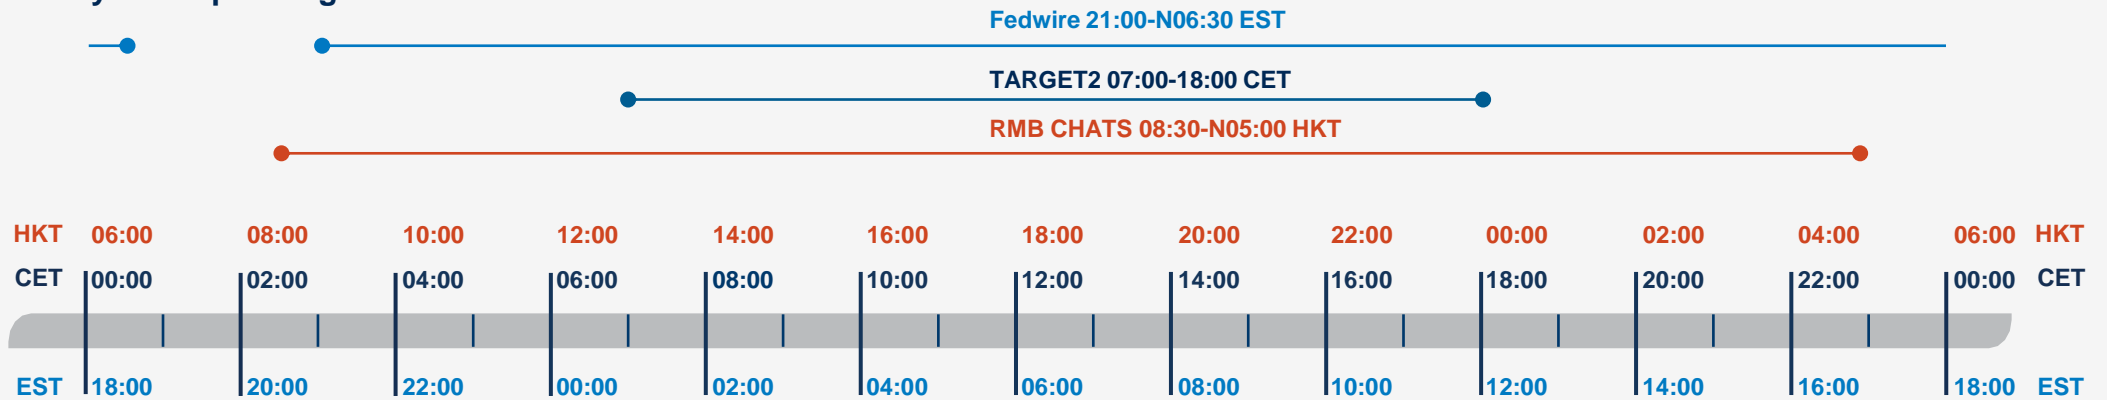 Fedwire 21:00-N06:30 EST
TARGET2 07:00-18:00 CET
RMB CHATS 08:30-N05:00 HKT
HKT 06:00 08:00 10:00 12:00 14:00 16:00 18:00 20:00 22:00 00:00 02:00 04:00 06:00 HKT
CET 00:00 02:00 04:00 06:00 08:00 10:00 12:00 14:00 16:00 18:00 20:00 22:00 00:00 CET
EST 18:00 20:00 22:00 00:00 02:00 04:00 06:00 08:00 10:00 12:00 14:00 16:00 18:00 EST